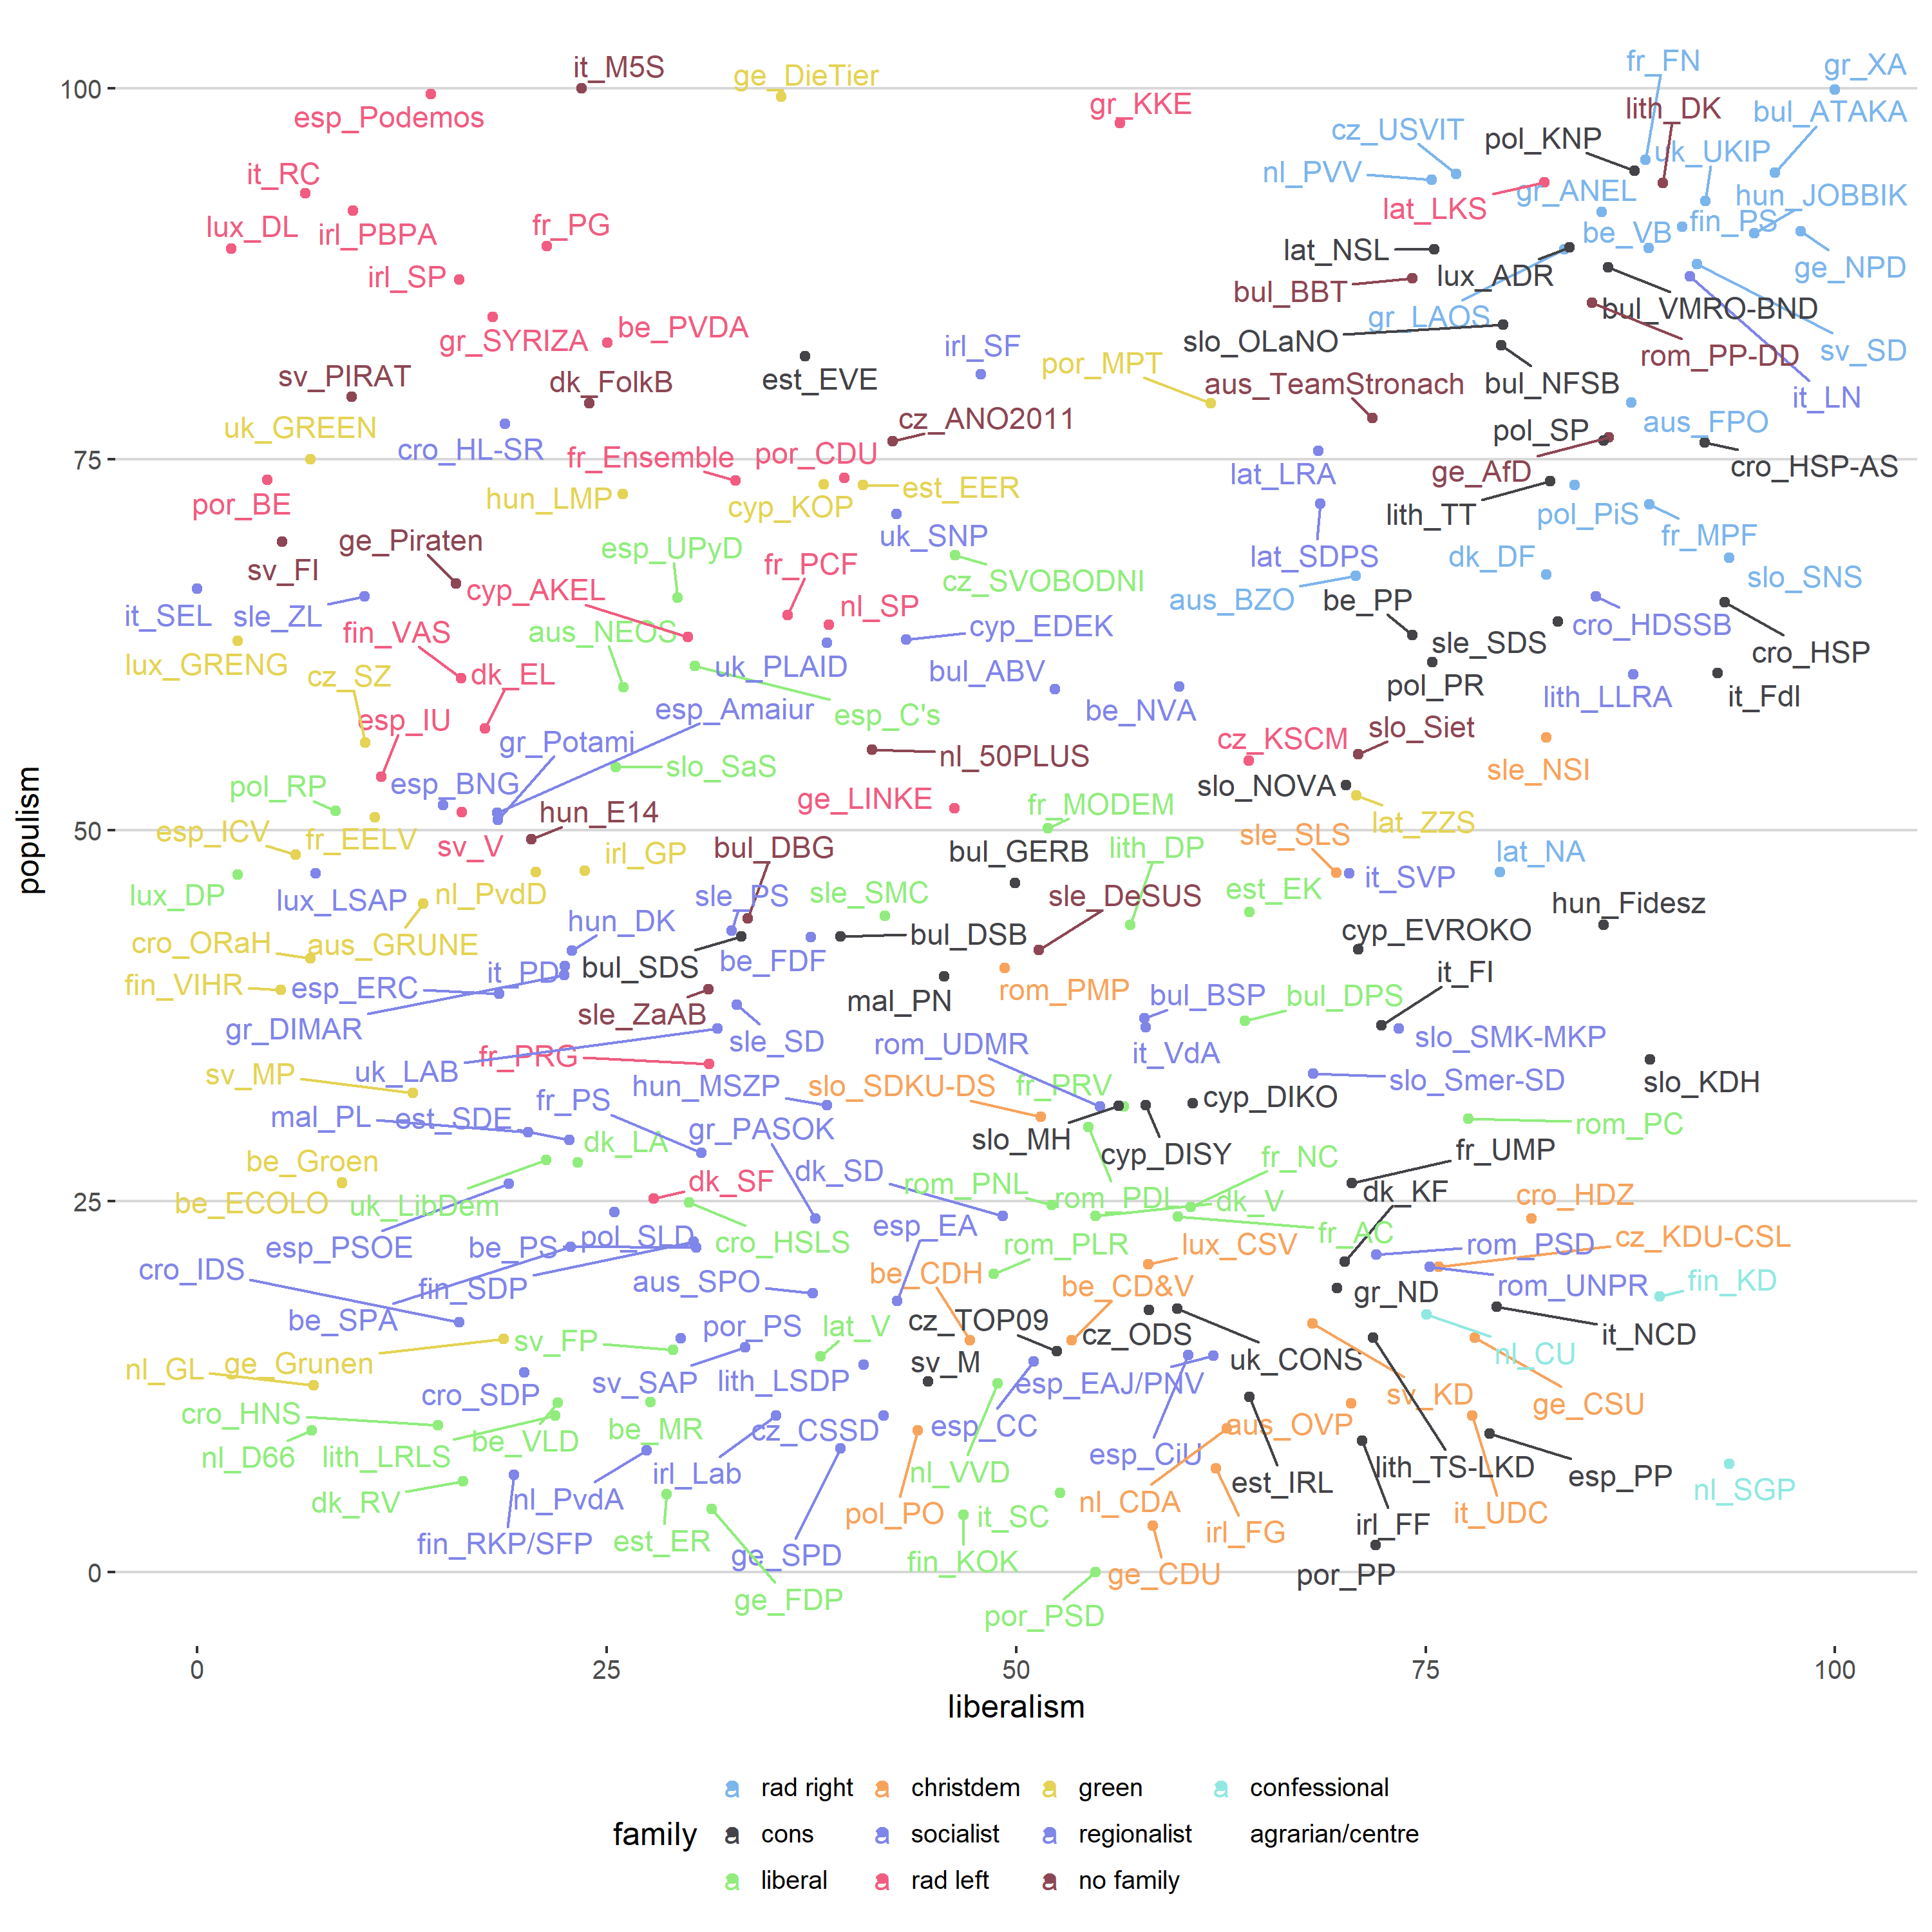 it_M5S
ge_DieTier
fr_FN
gr_XA
100
esp_Podemos
gr_KKE
lith_DK
bul_ATAKA
cz_USVIT
pol_KNP
uk_UKIP
it_RC
nl_PVV
gr_ANEL
hun_JOBBIK
lat_LKS
lux_DL
irl_PBPA
fr_PG
be_VB
fin_PS
lat_NSL
irl_SP
lux_ADR
ge_NPD
bul_BBT
bul_VMRO-BND
gr_LAOS
gr_SYRIZA
be_PVDA
irl_SF
slo_OLaNO
rom_PP-DD
sv_SD
por_MPT
sv_PIRAT
dk_FolkB
est_EVE
aus_TeamStronach
bul_NFSB
it_LN
uk_GREEN
cz_ANO2011
aus_FPO
pol_SP
cro_HL-SR
fr_Ensemble
por_CDU
75
lat_LRA
ge_AfD
cro_HSP-AS
por_BE
hun_LMP
cyp_KOP
est_EER
lith_TT
pol_PiS
fr_MPF
ge_Piraten
esp_UPyD
uk_SNP
lat_SDPS
dk_DF
sv_FI
fr_PCF
cz_SVOBODNI
slo_SNS
cyp_AKEL
aus_BZO
be_PP
it_SEL
sle_ZL
nl_SP
fin_VAS
aus_NEOS
cyp_EDEK
sle_SDS
cro_HDSSB
cro_HSP
lux_GRENG
cz_SZ
dk_EL
uk_PLAID
bul_ABV
pol_PR
lith_LLRA
it_FdI
esp_IU
esp_Amaiur
esp_C's
be_NVA
gr_Potami
cz_KSCM
slo_Siet
nl_50PLUS
slo_SaS
sle_NSI
pol_RP
esp_BNG
slo_NOVA
ge_LINKE
fr_MODEM
hun_E14
lat_ZZS
esp_ICV
fr_EELV
50
sv_V
irl_GP
bul_DBG
bul_GERB
lith_DP
sle_SLS
lat_NA
lux_DP
lux_LSAP
nl_PvdD
sle_PS
sle_SMC
sle_DeSUS
est_EK
it_SVP
hun_Fidesz
cro_ORaH
aus_GRUNE
hun_DK
bul_DSB
cyp_EVROKO
fin_VIHR
esp_ERC
it_PD
bul_SDS
be_FDF
it_FI
mal_PN
rom_PMP
bul_BSP
bul_DPS
gr_DIMAR
sle_ZaAB
sle_SD
rom_UDMR
it_VdA
slo_SMK-MKP
uk_LAB
fr_PRG
sv_MP
hun_MSZP
slo_SDKU-DS
fr_PRV
slo_Smer-SD
slo_KDH
mal_PL
est_SDE
fr_PS
cyp_DIKO
gr_PASOK
slo_MH
rom_PC
be_Groen
dk_LA
cyp_DISY
fr_UMP
dk_SD
fr_NC
dk_SF
rom_PNL
rom_PDL
dk_V
dk_KF
cro_HDZ
25
be_ECOLO
uk_LibDem
esp_EA
fr_AC
esp_PSOE
be_PS
pol_SLD
cro_HSLS
rom_PLR
lux_CSV
rom_PSD
cz_KDU-CSL
cro_IDS
fin_SDP
aus_SPO
be_CDH
be_CD&V
gr_ND
rom_UNPR
fin_KD
be_SPA
por_PS
lat_V
cz_TOP09
cz_ODS
it_NCD
nl_GL
ge_Grunen
sv_FP
sv_M
uk_CONS
nl_CU
cro_SDP
sv_SAP
lith_LSDP
esp_EAJ/PNV
sv_KD
ge_CSU
cro_HNS
be_VLD
be_MR
cz_CSSD
esp_CC
aus_OVP
nl_D66
lith_LRLS
irl_Lab
nl_VVD
esp_CiU
est_IRL
lith_TS-LKD
esp_PP
dk_RV
nl_PvdA
pol_PO
it_SC
nl_CDA
it_UDC
nl_SGP
fin_RKP/SFP
est_ER
ge_SPD
fin_KOK
irl_FG
irl_FF
0
ge_FDP
por_PSD
ge_CDU
por_PP
populism
0
25
50
75
100
liberalism
family
a rad right
a christdem
a green
a confessional
a cons
a socialist
a regionalist
agrarian/centre
a liberal
a rad left
a no family